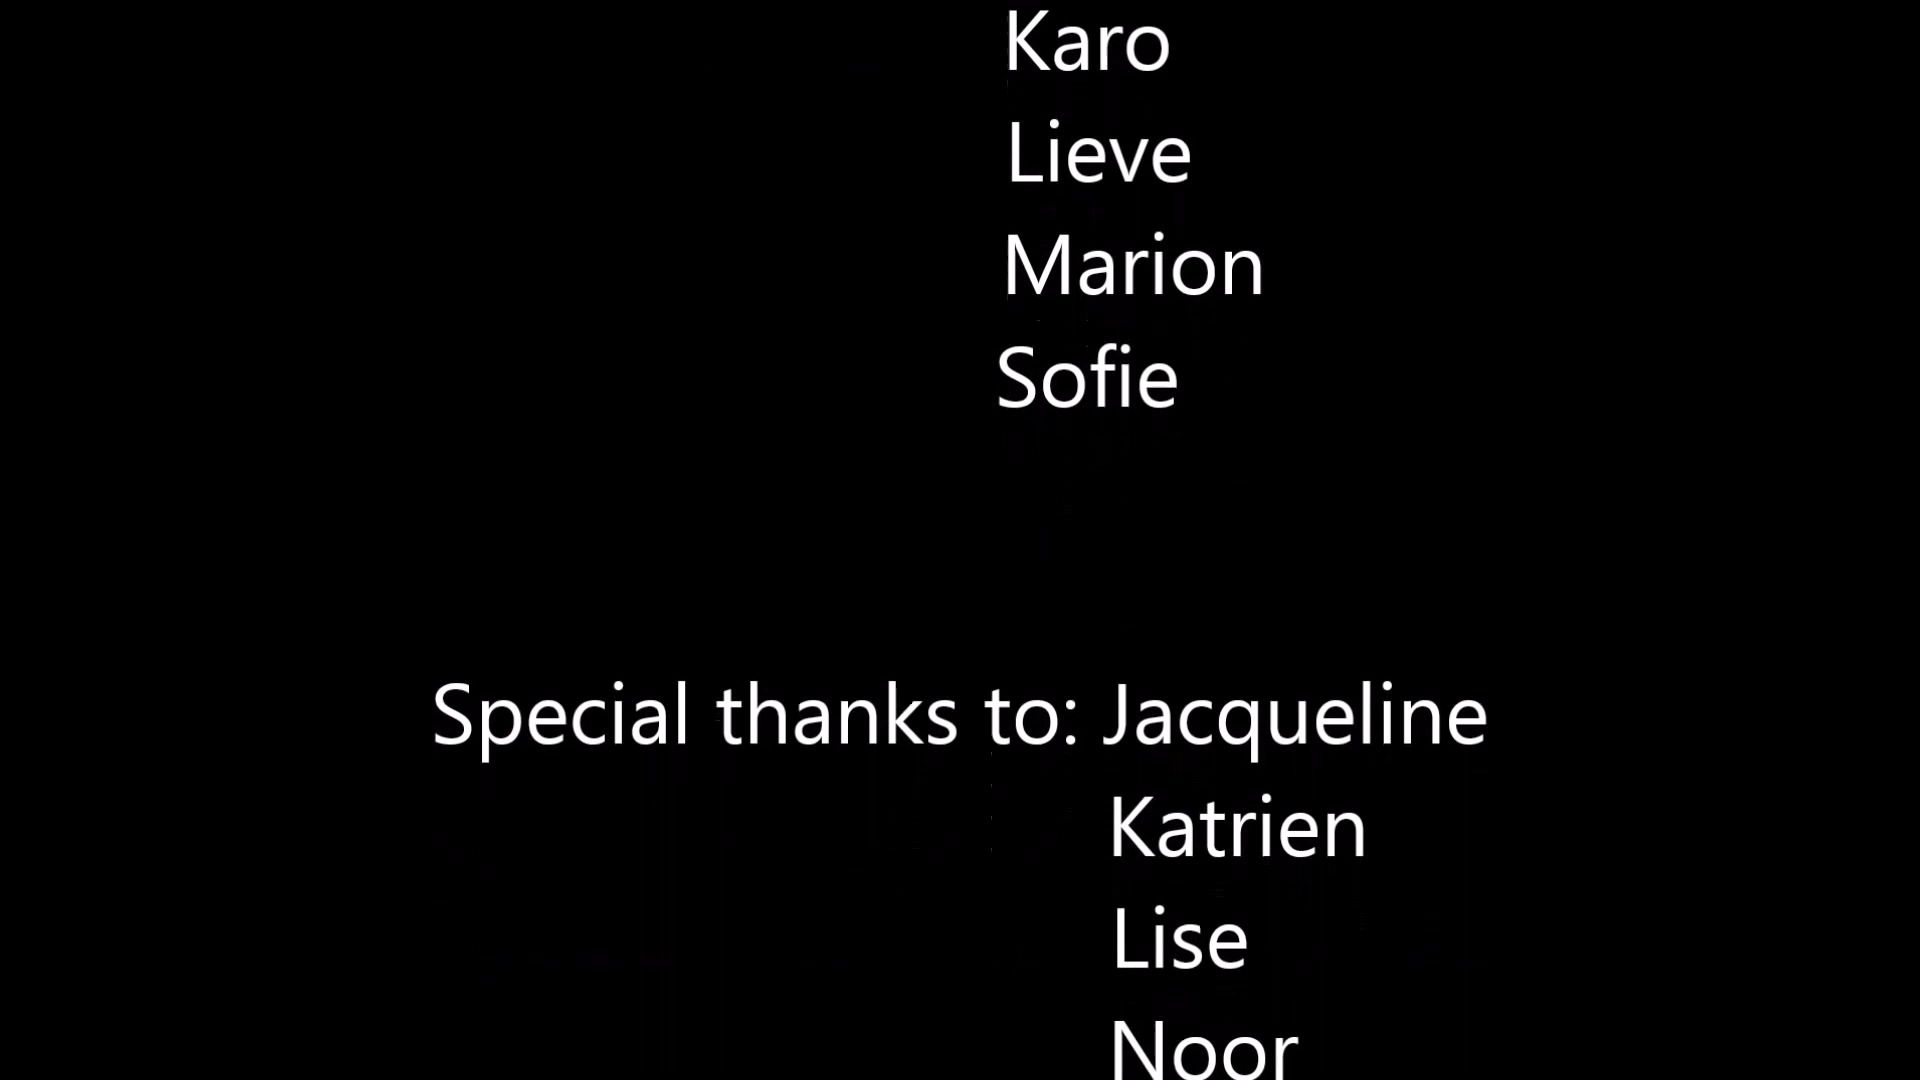 Karo
Lieve
Marion
Sofie
Special thanks to: Jacqueline
Katrien
Lise
Noor